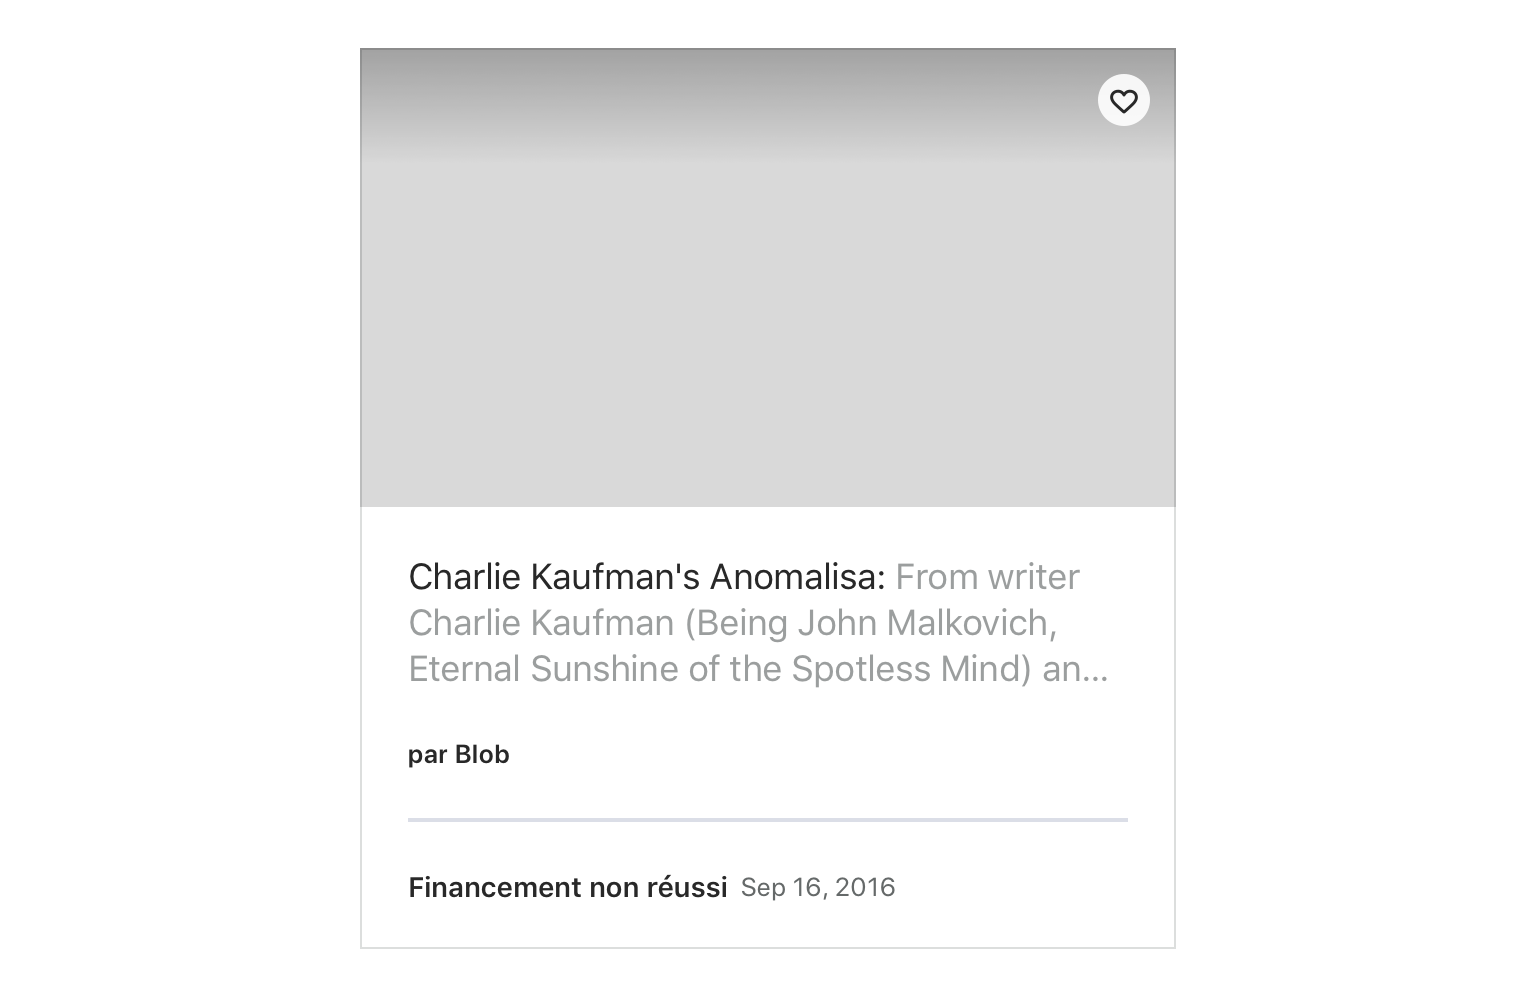 Charlie Kaufman's Anomalisa: From writer
Charlie Kaufman (Being John Malkovich,
Eternal Sunshine of the Spotless Mind) an...
par Blob
Financement non réussi Sep 16, 2016